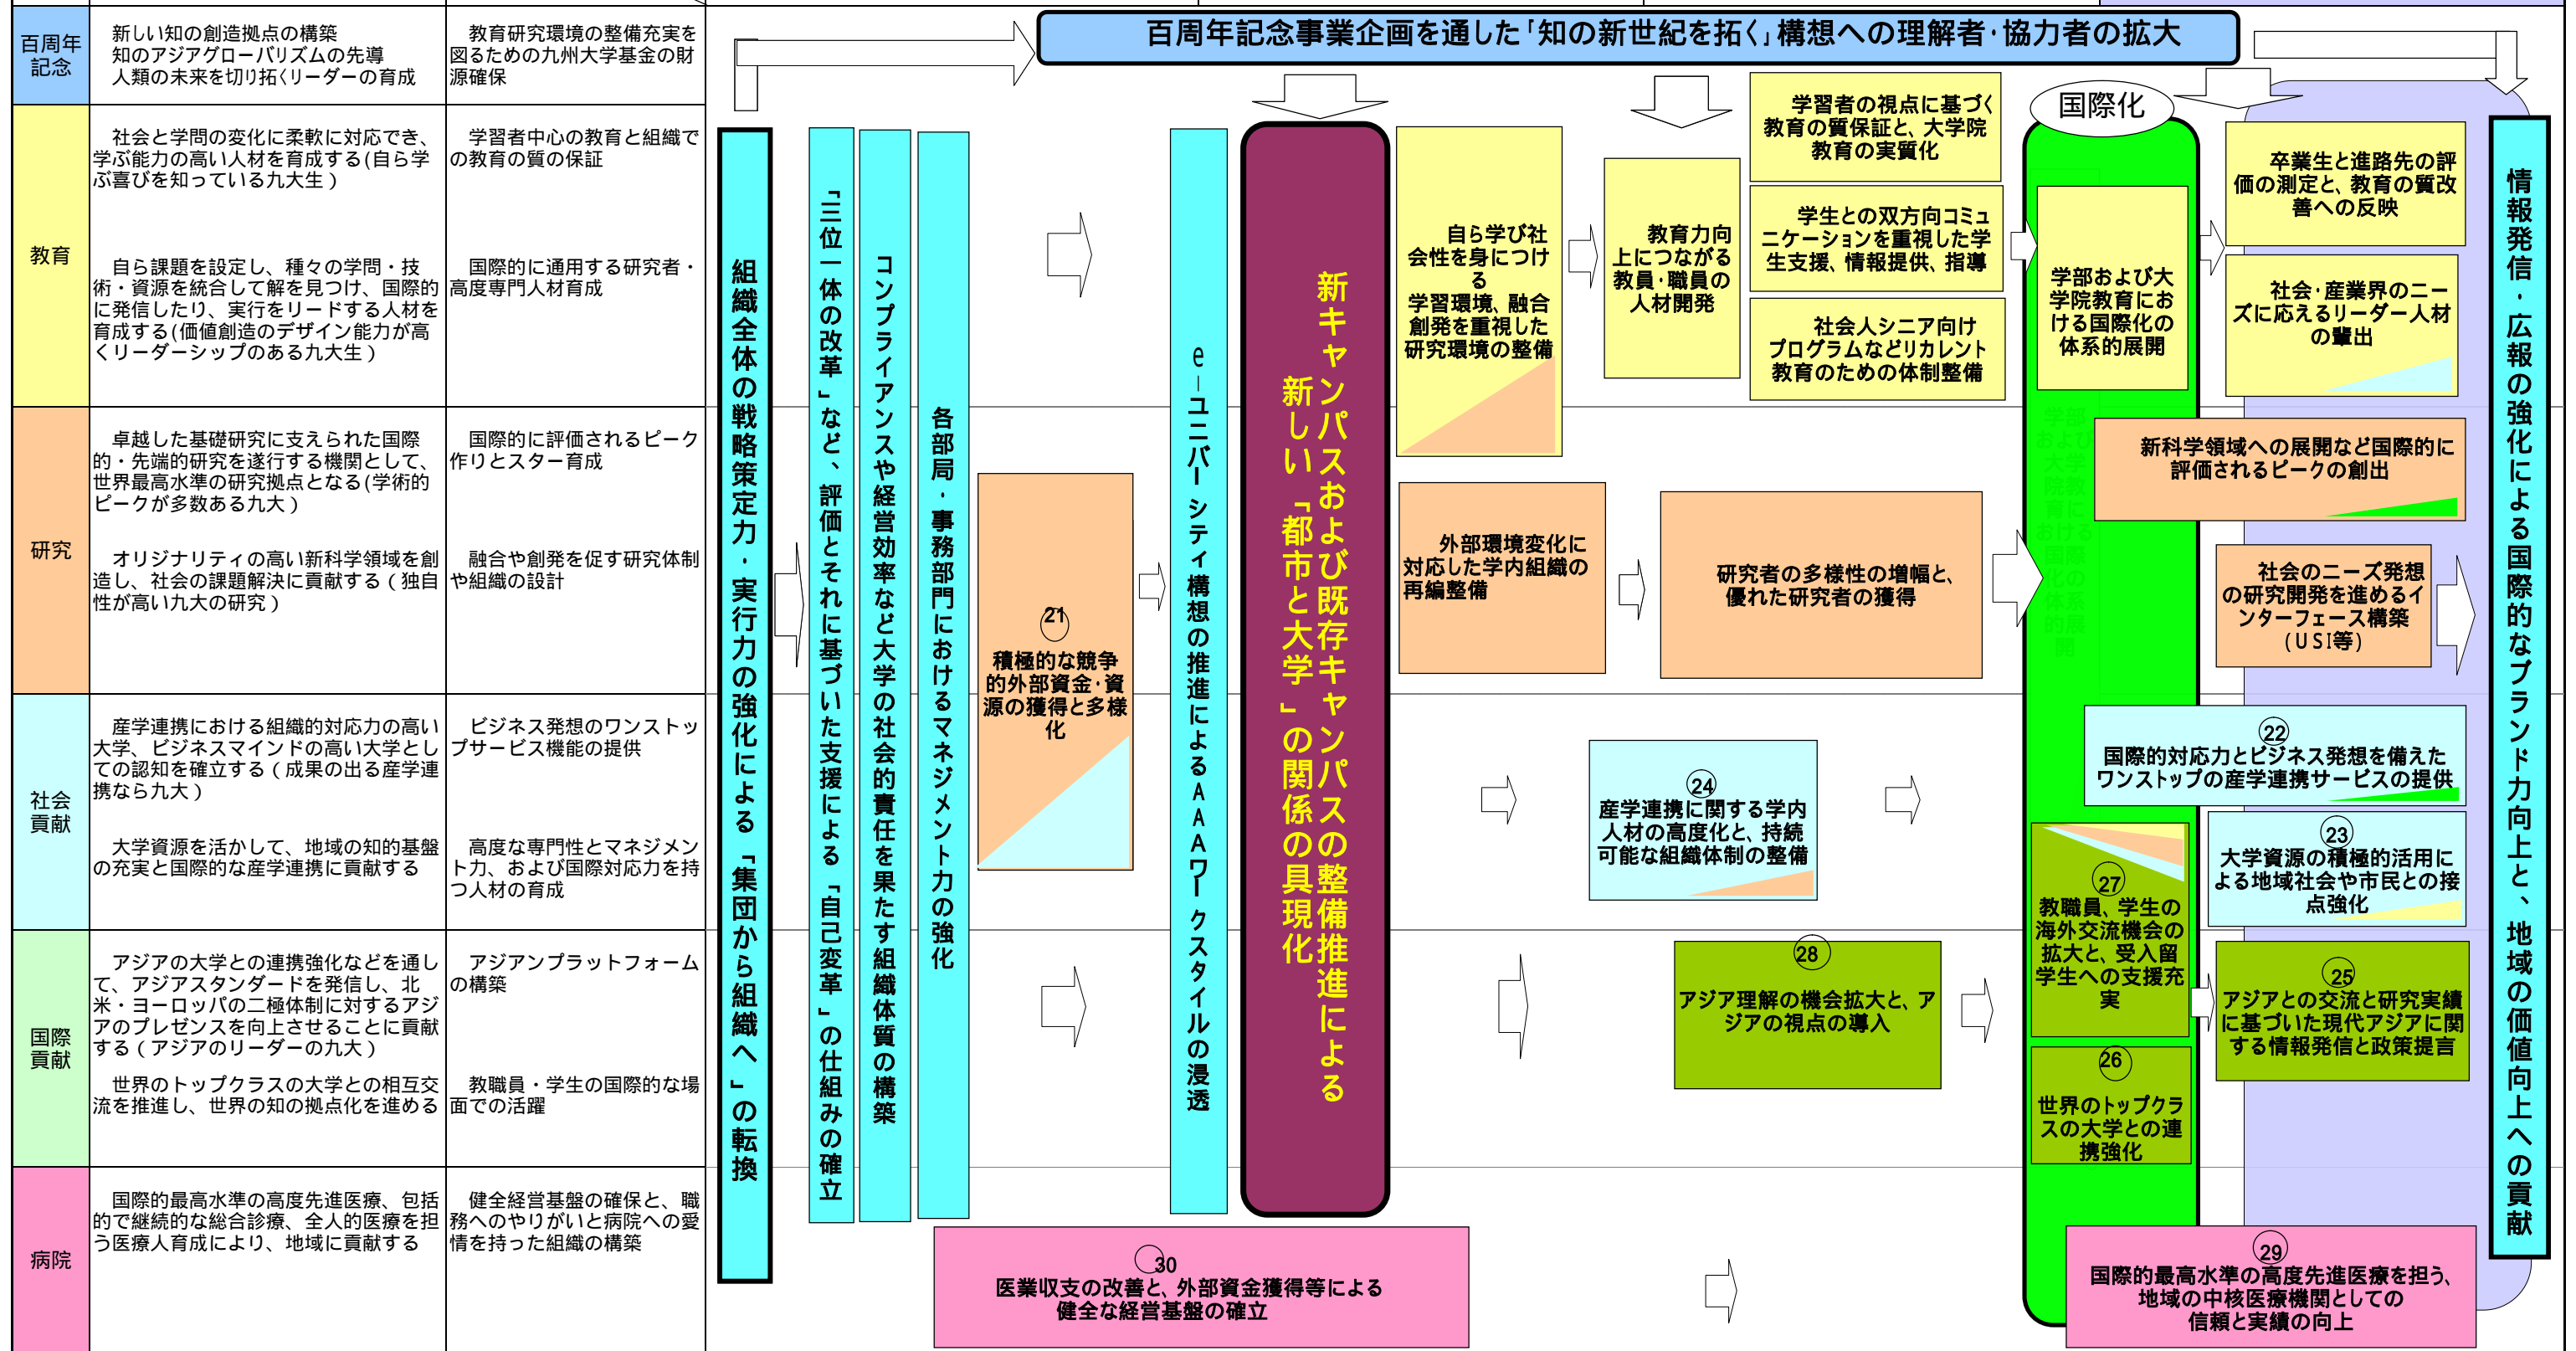 百周年
記念
新しい知の創造拠点の構築
知のアジアグローバリズムの先導
人類の未来を切り拓くリーダーの育成
教育研究環境の整備充実を
図るための九州大学基金の財
源確保
百周年記念事業企画を通した「知の新世紀を拓く」構想への理解者・協力者の拡大
教育
社会と学問の変化に柔軟に対応でき、
学ぶ能力の高い人材を育成する(自ら学
ぶ喜びを知っている九大生）
学習者中心の教育と組織で
の教育の質の保証
自ら課題を設定し、種々の学問・技
術・資源を統合して解を見つけ、国際的
に発信したり、実行をリードする人材を
育成する(価値創造のデザイン能力が高
くリーダーシップのある九大生）
国際的に通用する研究者・
高度専門人材育成
研究
卓越した基礎研究に支えられた国際
的・先端的研究を遂行する機関として、
世界最高水準の研究拠点となる(学術的
ピークが多数ある九大）
国際的に評価されるピーク
作りとスター育成
オリジナリティの高い新科学領域を創
造し、社会の課題解決に貢献する（独自
性が高い九大の研究）
融合や創発を促す研究体制
や組織の設計
社会
貢献
産学連携における組織的対応力の高い
大学、ビジネスマインドの高い大学とし
ての認知を確立する（成果の出る産学連
携なら九大）
ビジネス発想のワンストッ
プサービス機能の提供
大学資源を活かして、地域の知的基盤
の充実と国際的な産学連携に貢献する
高度な専門性とマネジメン
ト力、および国際対応力を持
つ人材の育成
国際
貢献
アジアの大学との連携強化などを通し
て、アジアスタンダードを発信し、北
米・ヨーロッパの二極体制に対するアジ
アのプレゼンスを向上させることに貢献
する（アジアのリーダーの九大）
アジアンプラットフォーム
の構築
世界のトップクラスの大学との相互交
流を推進し、世界の知の拠点化を進める
教職員・学生の国際的な場
面での活躍
病院
国際的最高水準の高度先進医療、包括
的で継続的な総合診療、全人的医療を担
う医療人育成により、地域に貢献する
健全経営基盤の確保と、職
務へのやりがいと病院への愛
情を持った組織の構築
組織全体の戦略策定力・実行力の強化による「集団から組織へ」の転換
「三位一体の改革」など、評価とそれに基づいた支援による「自己変革」の仕組みの確立
コンプライアンスや経営効率など大学の社会的責任を果たす組織体質の構築
各部局・事務部門におけるマネジメント力の強化
21
積極的な競争
的外部資金・資
源の獲得と多様
化
e－ユニバーシティ構想の推進によるAAAワークスタイルの浸透
新キャンパスおよび既存キャンパスの整備推進による
新しい「都市と大学」の関係の具現化
自ら学び社
会性を身につけ
る
学習環境、融合
創発を重視した
研究環境の整備
教育力向
上につながる
教員・職員の
人材開発
学習者の視点に基づく
教育の質保証と、大学院
教育の実質化
学生との双方向コミュ
ニケーションを重視した学
生支援、情報提供、指導
社会人シニア向け
プログラムなどリカレント
教育のための体制整備
国際化
学部および大
学院教育にお
ける国際化の
体系的展開
卒業生と進路先の評
価の測定と、教育の質改
善への反映
社会・産業界のニー
ズに応えるリーダー人材
の輩出
学部
および
大学
院教
育に
おける
国際
化の
体系
的展
開
外部環境変化に
対応した学内組織の
再編整備
研究者の多様性の増幅と、
優れた研究者の獲得
新科学領域への展開など国際的に
評価されるピークの創出
社会のニーズ発想
の研究開発を進めるイ
ンターフェース構築
(USI等)
24
産学連携に関する学内
人材の高度化と、持続
可能な組織体制の整備
22
国際的対応力とビジネス発想を備えた
ワンストップの産学連携サービスの提供
23
大学資源の積極的活用に
よる地域社会や市民との接
点強化
27
教職員、学生の
海外交流機会の
拡大と、受入留
学生への支援充
実
28
アジア理解の機会拡大と、ア
ジアの視点の導入
25
アジアとの交流と研究実績
に基づいた現代アジアに関
する情報発信と政策提言
26
世界のトップクラ
スの大学との連
携強化
30
医業収支の改善と、外部資金獲得等による
健全な経営基盤の確立
29
国際的最高水準の高度先進医療を担う、
地域の中核医療機関としての
信頼と実績の向上
情報発信・広報の強化による国際的なブランド力向上と、地域の価値向上への貢献